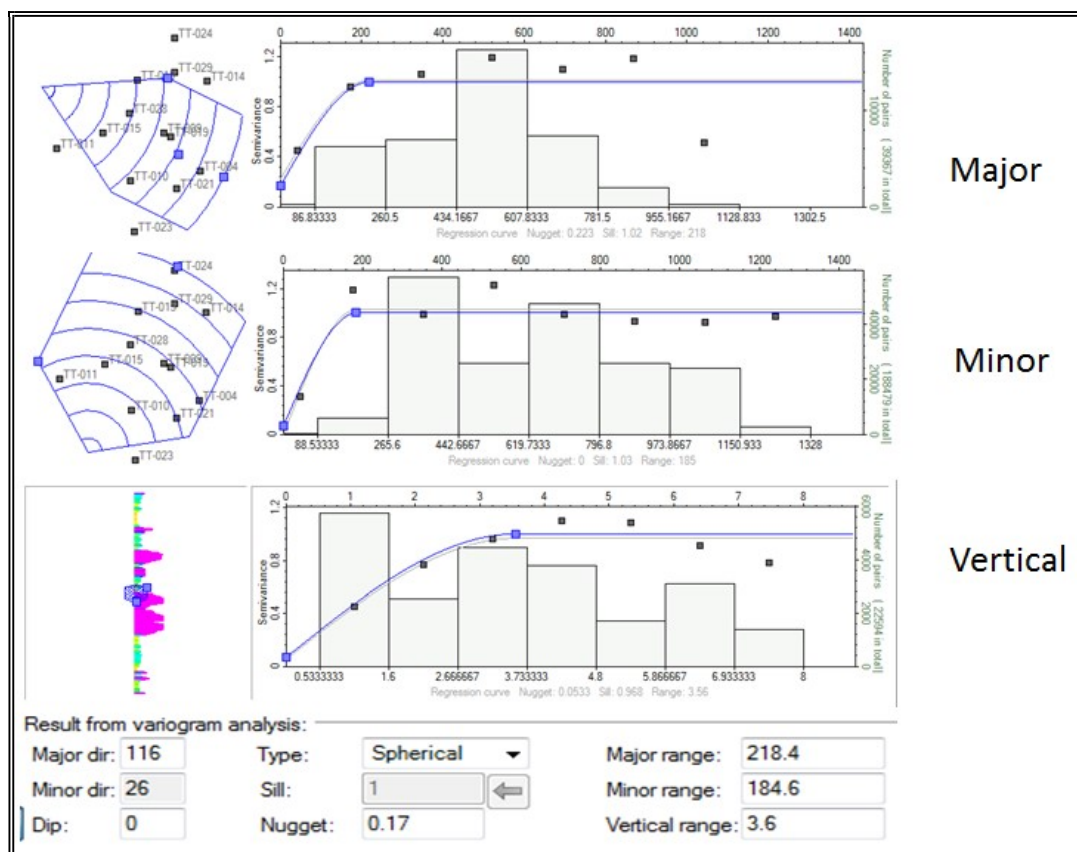 TT-024
TT-029
TT-014
TT-028
TT-015
TT-011
TT-010
TT-004
TT-021
TT-023
0 200 400 600 800 1000 1200 1400
Semivariance
0 0.4 0.8 1.2
Number of pairs ( 39367 in total)
0 10000
86.83333 260.5 434.1667 607.8333 781.5 955.1667 1128.833 1302.5
Regression curve Nugget: 0.223 Sill: 1.02 Range: 218
Major
TT-024
TT-029
TT-014
TT-019
TT-028
TT-015
TT-011
TT-004
TT-010
TT-021
TT-023
0 200 400 600 800 1000 1200 1400
Semivariance
0 0.4 0.8 1.2
Number of pairs ( 188479 in total)
0 20000 40000
88.53333 265.6 442.6667 619.7333 796.8 973.8667 1150.933 1328
Regression curve Nugget: 0 Sill: 1.03 Range: 185
Minor
0 1 2 3 4 5 6 7 8
Semivariance
0 0.4 0.8 1.2
Number of pairs ( 22594 in total)
0 2000 4000 6000
0.5333333 1.6 2.666667 3.733333 4.8 5.866667 6.933333 8
Regression curve Nugget: 0.0533 Sill: 0.968 Range: 3.56
Vertical
Result from variogram analysis:
Major dir: 116 Type: Spherical Major range: 218.4
Minor dir: 26 Sill: 1 Minor range: 184.6
Dip: 0 Nugget: 0.17 Vertical range: 3.6